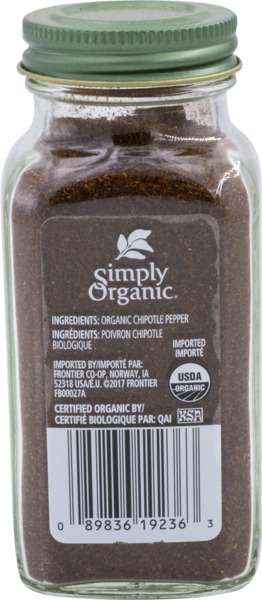 Simply
Organic®
INGREDIENTS: ORGANIC CHIPOTLE PEPPER
INGRÉDIENTS: POIVRON CHIPOTLE
BIOLOGIQUE
IMPORTED
IMPORTÉ
IMPORTED BY/IMPORTÉ PAR:
FRONTIER CO-OP, NORWAY, IA
52318 USA/É.U. ©2017 FRONTIER
FB00027A
USDA
ORGANIC
CERTIFIED ORGANIC BY/
CERTIFIÉ BIOLOGIQUE PAR: QAI
KSA
0 89836 19236 3